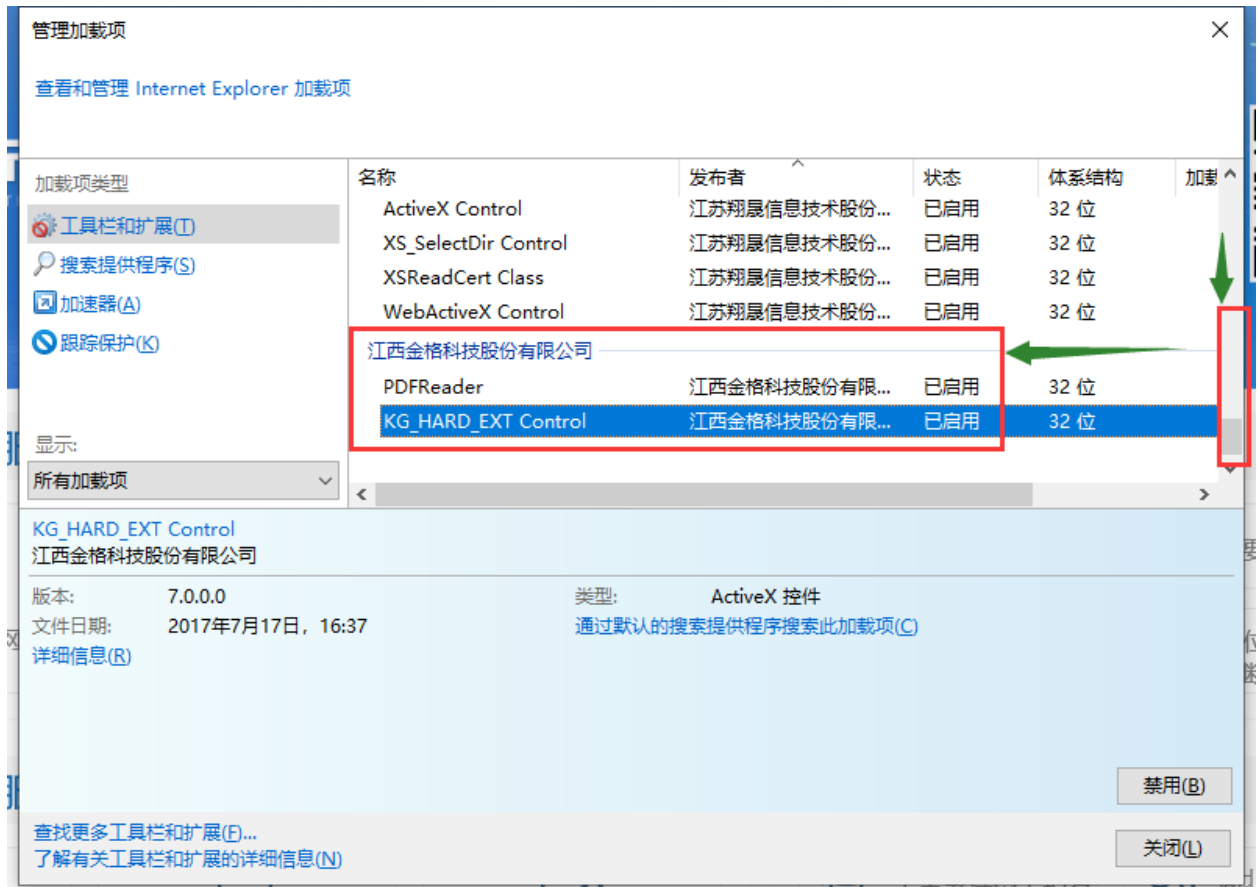 管理加载项
查看和管理 Internet Explorer 加载项
加载项类型
工具栏和扩展(T)
搜索提供程序(S)
加速器(A)
跟踪保护(K)
显示:
所有加载项
名称 发布者 状态 体系结构
ActiveX Control 江苏翔晟信息技术股份... 已启用 32 位
XS_SelectDir Control 江苏翔晟信息技术股份... 已启用 32 位
XSReadCert Class 江苏翔晟信息技术股份... 已启用 32 位
WebActiveX Control 江苏翔晟信息技术股份... 已启用 32 位
江西金格科技股份有限公司
PDFReader 江西金格科技股份有限... 已启用 32 位
KG_HARD_EXT Control 江西金格科技股份有限... 已启用 32 位
KG_HARD_EXT Control
江西金格科技股份有限公司
版本: 7.0.0.0 类型: ActiveX 控件
文件日期: 2017年7月17日，16:37 通过默认的搜索提供程序搜索此加载项(C)
详细信息(R)
禁用(B)
查找更多工具栏和扩展(F)...
了解有关工具栏和扩展的详细信息(N)
关闭(L)